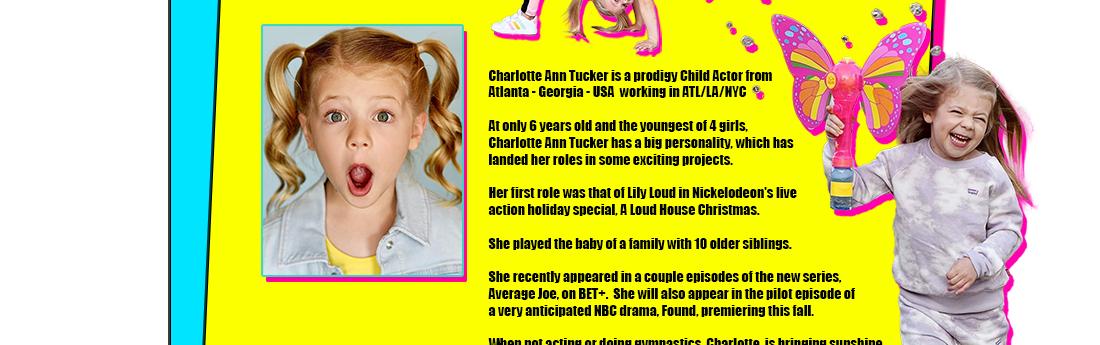 Charlotte Ann Tucker is a prodigy Child Actor from
Atlanta - Georgia - USA working in ATL/LA/NYC
At only 6 years old and the youngest of 4 girls,
Charlotte Ann Tucker has a big personality, which has
landed her roles in some exciting projects.
Her first role was that of Lily Loud in Nickelodeon's live
action holiday special, A Loud House Christmas.
She played the baby of a family with 10 older siblings.
She recently appeared in a couple episodes of the new series,
Average Joe, on BET+. She will also appear in the pilot episode of
a very anticipated NBC drama, Found, premiering this fall.
When not acting or doing gymnastics, Charlotte is bringing sunshine